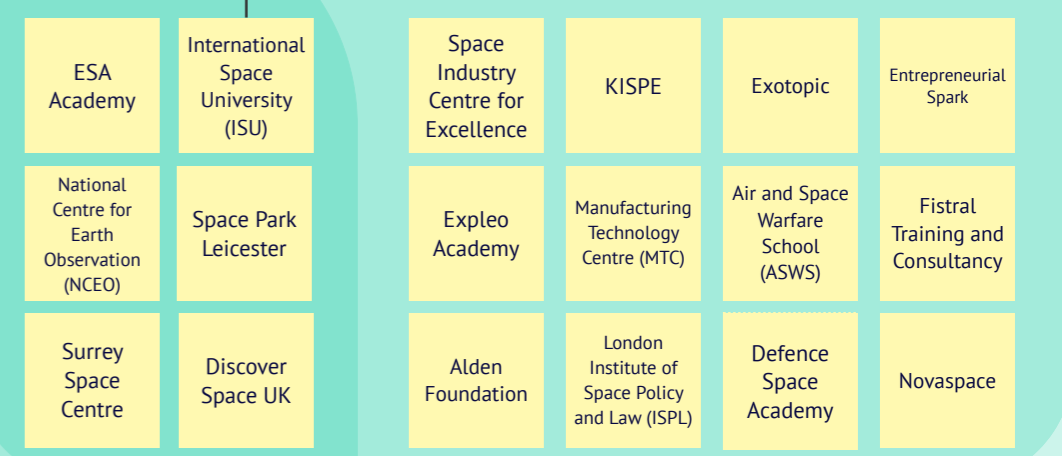 ESA
Academy
International
Space
University
(ISU)
Space
Industry
Centre for
Excellence
KISPE
Exotopic
Entrepreneurial
Spark
National
Centre for
Earth
Observation
(NCEO)
Space Park
Leicester
Expleo
Academy
Manufacturing
Technology
Centre (MTC)
Air and Space
Warfare
School
(ASWS)
Fistral
Training and
Consultancy
Surrey
Space
Centre
Discover
Space UK
Alden
Foundation
London
Institute of
Space Policy
and Law (ISPL)
Defence
Space
Academy
Novaspace